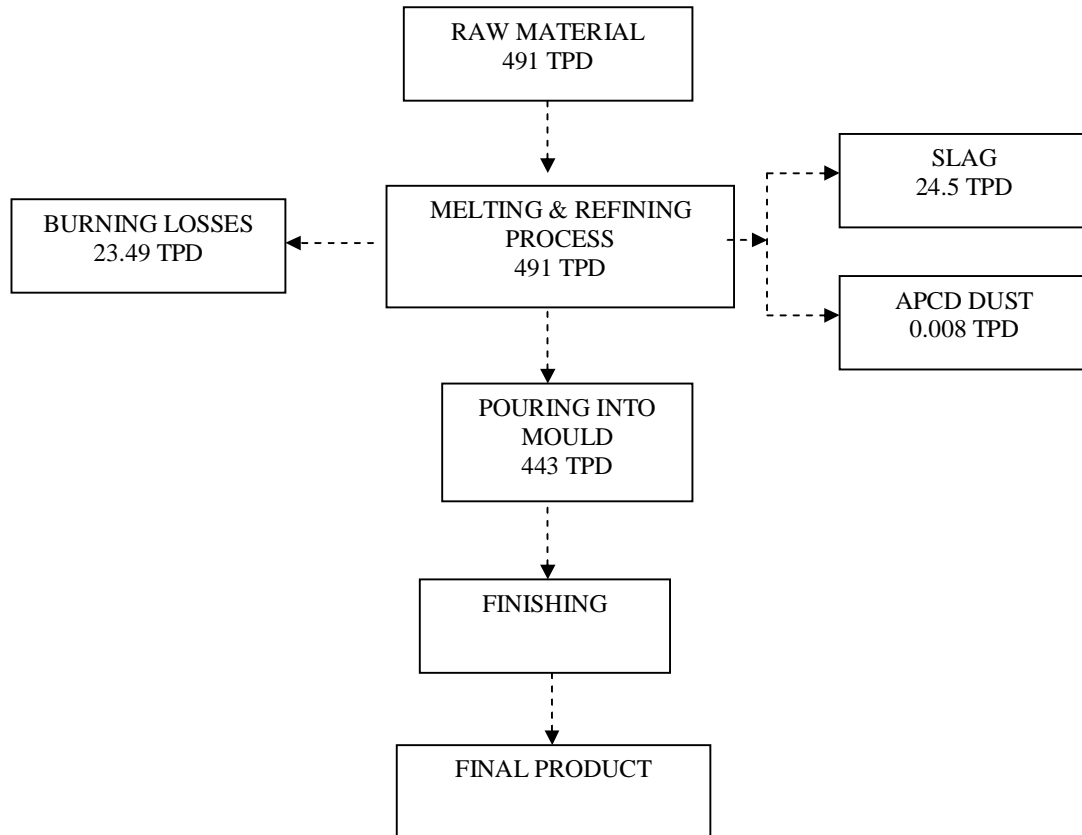 RAW MATERIAL
491 TPD
SLAG
24.5 TPD
BURNING LOSSES
23.49 TPD
MELTING & REFINING
PROCESS
491 TPD
APCD DUST
0.008 TPD
POURING INTO
MOULD
443 TPD
FINISHING
FINAL PRODUCT